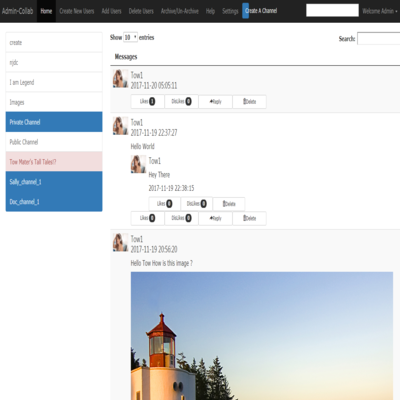 Admin-Collab Home Create New Users Add Users Delete Users Archive/Un-Archive Help Settings Create A Channel Welcome Admin
create
njdc
I am Legend
Images
Private Channel
Public Channel
Tow Mater's Tall Tales!!
Sally_channel_1
Doc_channel_1
Show 10 entries
Search:
Messages
Tow1
2017-11-20 05:05:11
Likes 1 DisLikes 0 Reply Delete
Tow1
2017-11-19 22:37:27
Hello World
Tow1
Hey There
2017-11-19 22:38:15
Likes 0 DisLikes 0 Delete
Likes 0 DisLikes 0 Reply Delete
Tow1
2017-11-19 20:56:20
Hello Tow How is this image ?